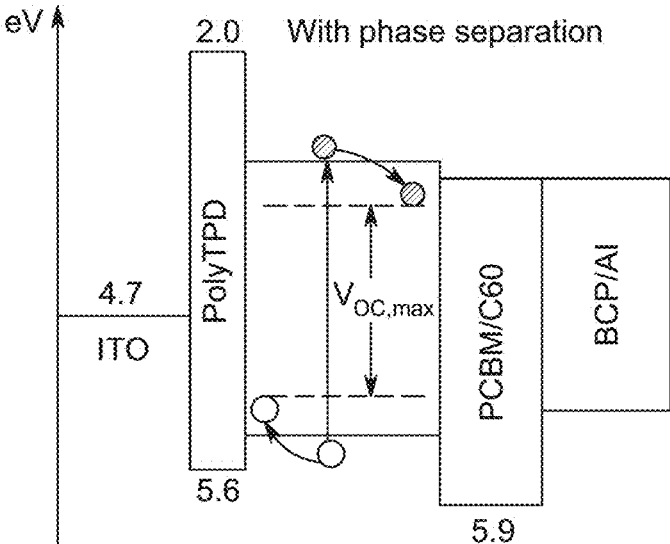 eV
2.0
With phase separation
PolyTPD
4.7
ITO
V_OC,max
PCBM/C60
BCP/Al
5.6
5.9